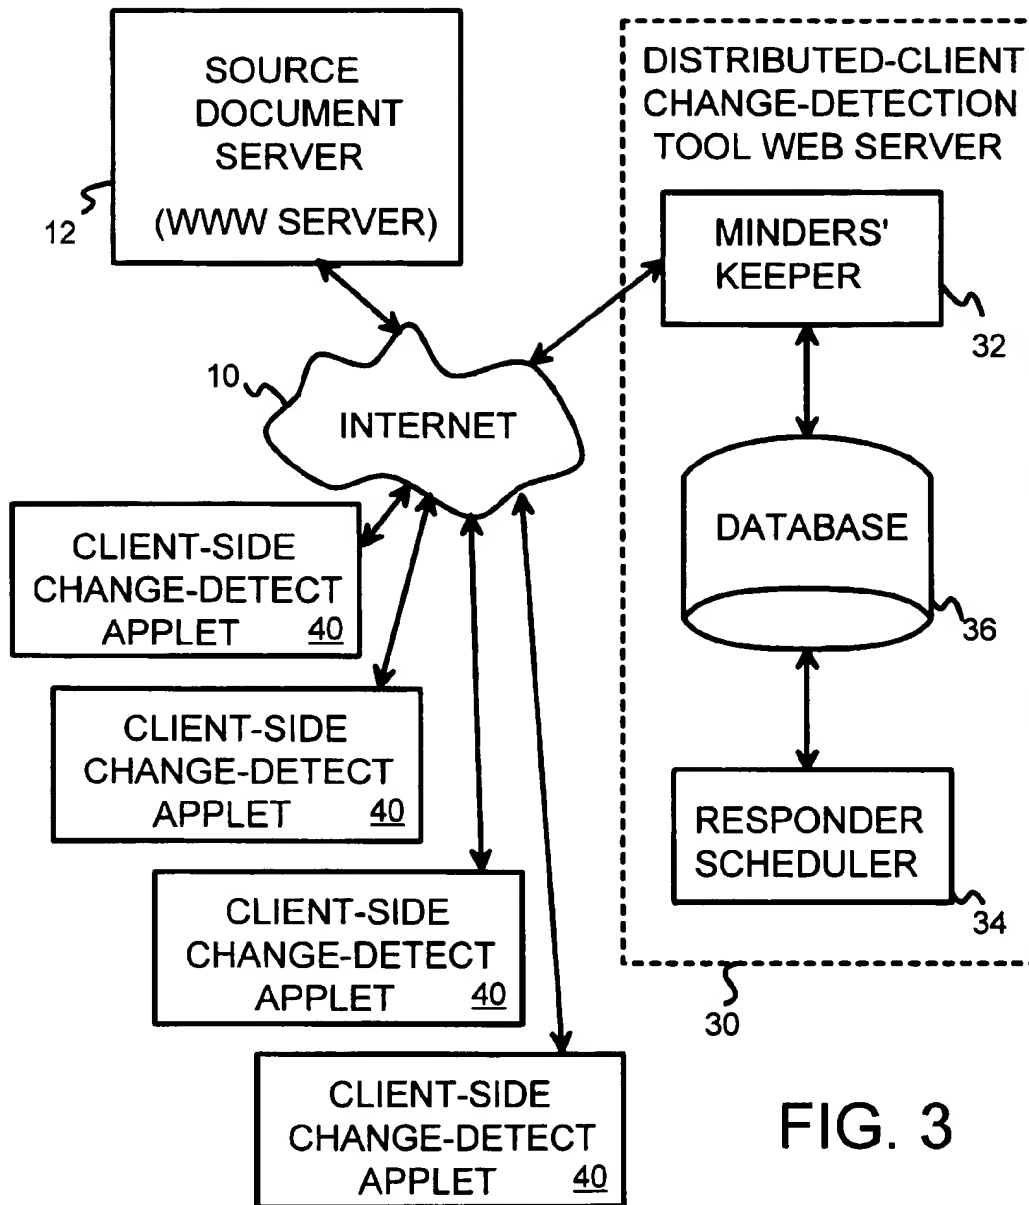 SOURCE
DOCUMENT
SERVER
(WWW SERVER)
12
DISTRIBUTED-CLIENT
CHANGE-DETECTION
TOOL WEB SERVER
MINDERS'
KEEPER
32
10
INTERNET
DATABASE
36
CLIENT-SIDE
CHANGE-DETECT
APPLET 40
CLIENT-SIDE
CHANGE-DETECT
APPLET 40
RESPONDER
SCHEDULER
34
CLIENT-SIDE
CHANGE-DETECT
APPLET 40
30
CLIENT-SIDE
CHANGE-DETECT
APPLET 40
FIG. 3